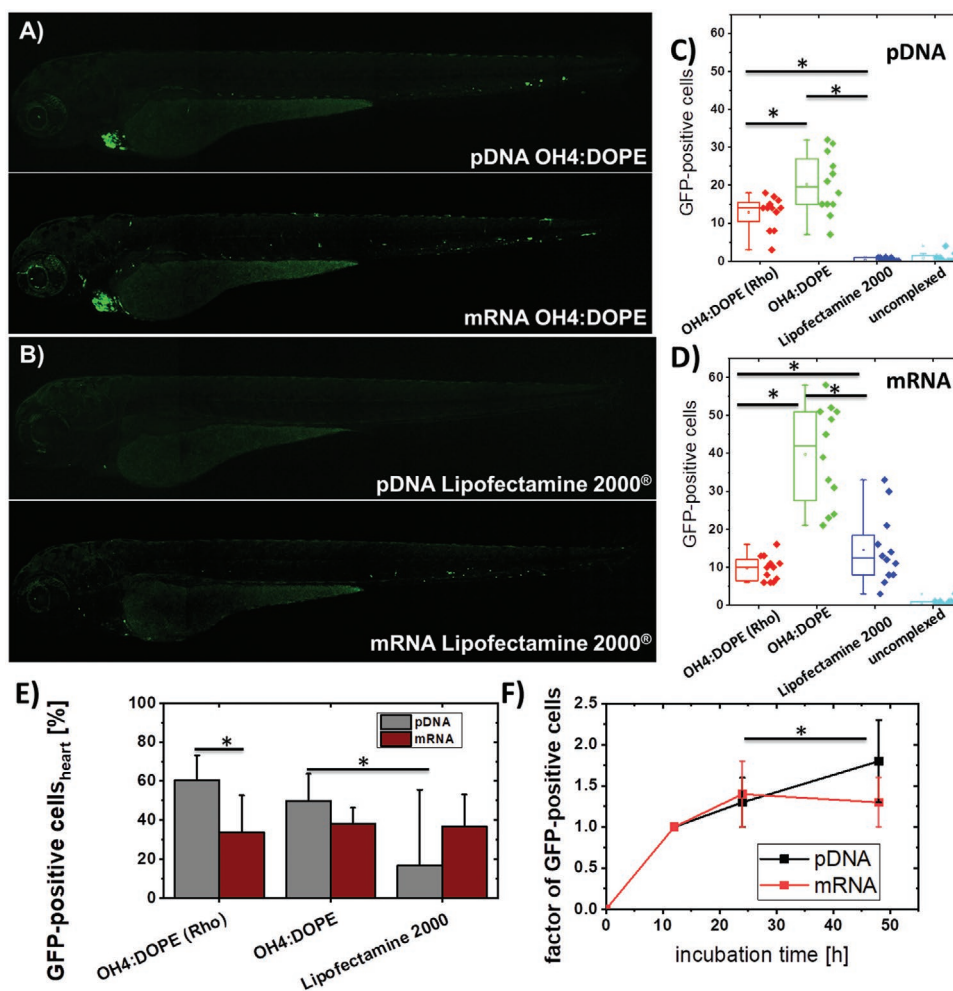 A)
pDNA OH4:DOPE
mRNA OH4:DOPE
B)
pDNA Lipofectamine 2000®
mRNA Lipofectamine 2000®
C)
pDNA
GFP-positive cells
60
50
40
30
20
10
0
*
*
*
OH4:DOPE (Rho)
OH4:DOPE
Lipofectamine 2000
uncomplexed
D)
mRNA
GFP-positive cells
60
50
40
30
20
10
0
*
*
*
OH4:DOPE (Rho)
OH4:DOPE
Lipofectamine 2000
uncomplexed
E)
GFP-positive cellsheart [%]
100
80
60
40
20
0
pDNA
mRNA
*
*
OH4:DOPE (Rho)
OH4:DOPE
Lipofectamine 2000
F)
factor of GFP-positive cells
2.5
2.0
1.5
1.0
0.5
0.0
*
pDNA
mRNA
0 10 20 30 40 50
incubation time [h]